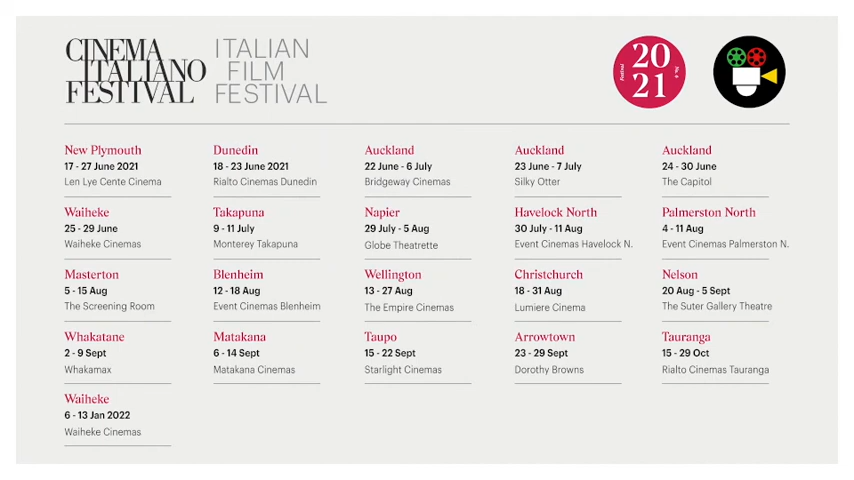 CINEMA
ITALIANO
FESTIVAL
ITALIAN
FILM
FESTIVAL
Festival
20
21
No. 6
New Plymouth
17 - 27 June 2021
Len Lye Cente Cinema
Dunedin
18 - 23 June 2021
Rialto Cinemas Dunedin
Auckland
22 June - 6 July
Bridgeway Cinemas
Auckland
23 June - 7 July
Silky Otter
Auckland
24 - 30 June
The Capitol
Waiheke
25 - 29 June
Waiheke Cinemas
Takapuna
9 - 11 July
Monterey Takapuna
Napier
29 July - 5 Aug
Globe Theatrette
Havelock North
30 July - 11 Aug
Event Cinemas Havelock N.
Palmerston North
4 - 11 Aug
Event Cinemas Palmerston N.
Masterton
5 - 15 Aug
The Screening Room
Blenheim
12 - 18 Aug
Event Cinemas Blenheim
Wellington
13 - 27 Aug
The Empire Cinemas
Christchurch
18 - 31 Aug
Lumiere Cinema
Nelson
20 Aug - 5 Sept
The Suter Gallery Theatre
Whakatane
2 - 9 Sept
Whakamax
Matakana
6 - 14 Sept
Matakana Cinemas
Taupo
15 - 22 Sept
Starlight Cinemas
Arrowtown
23 - 29 Sept
Dorothy Browns
Tauranga
15 - 29 Oct
Rialto Cinemas Tauranga
Waiheke
6 - 13 Jan 2022
Waiheke Cinemas